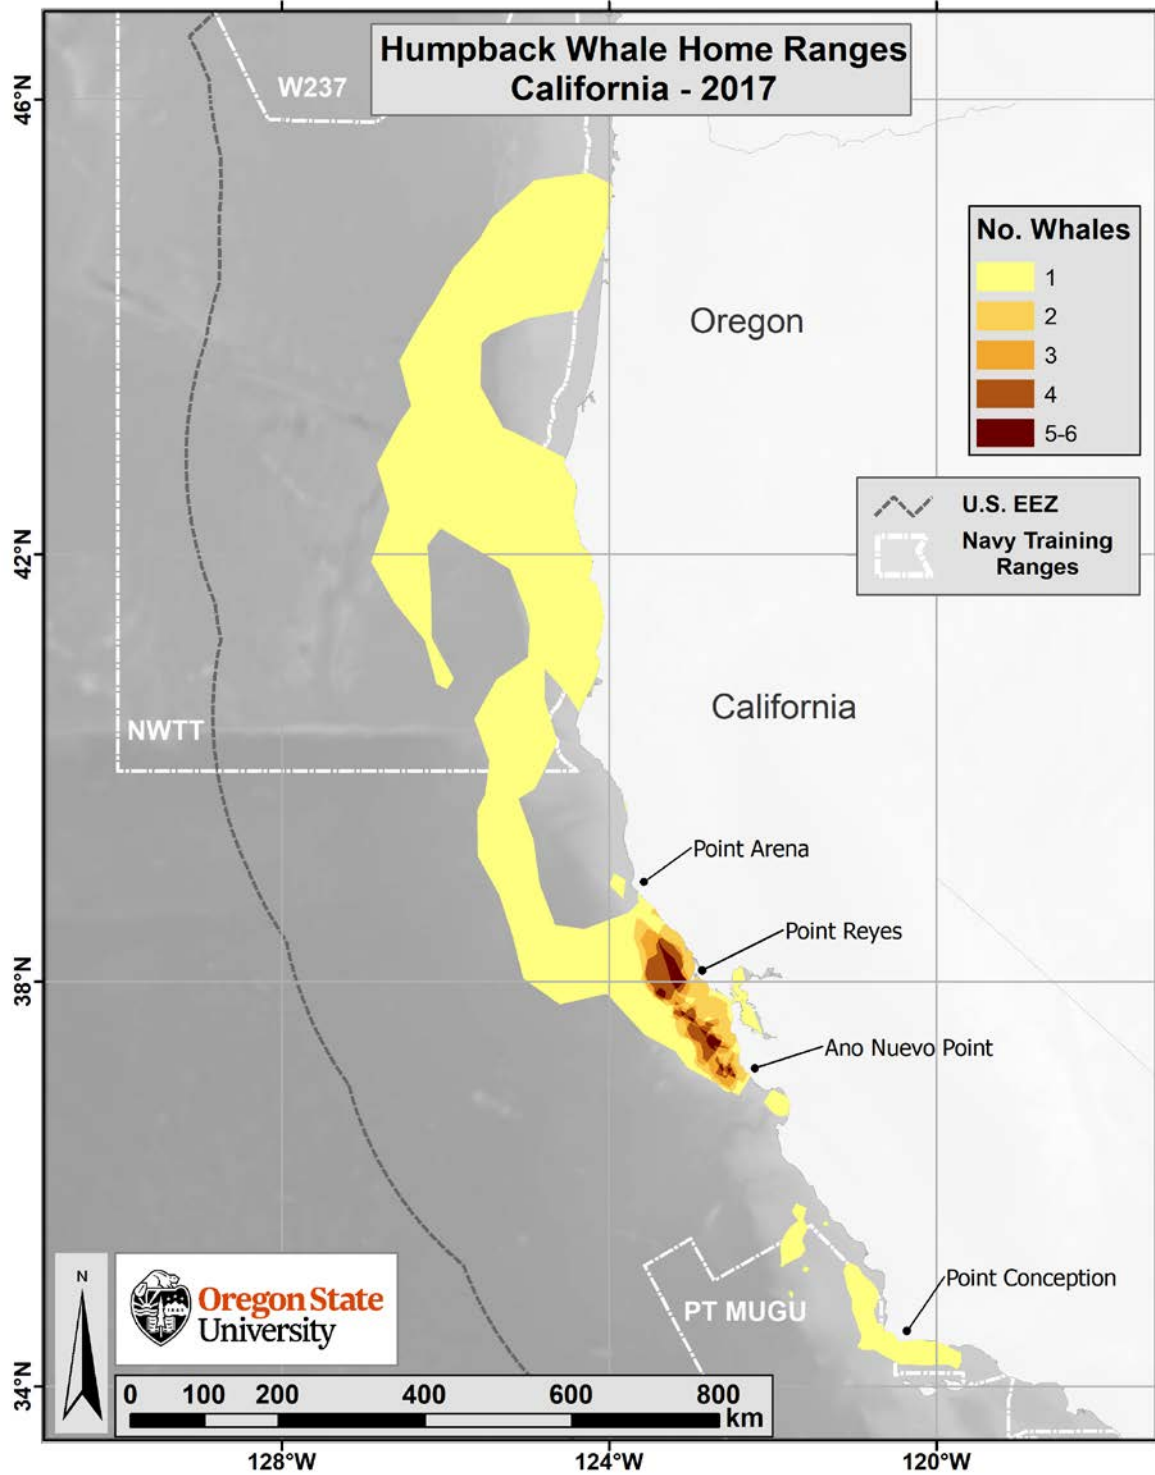 Humpback Whale Home Ranges
California - 2017
46°N
W237
No. Whales
1
2
3
4
5-6
Oregon
U.S. EEZ
Navy Training
Ranges
42°N
California
NWTT
Point Arena
Point Reyes
38°N
Ano Nuevo Point
N
Oregon State
University
PT MUGU
Point Conception
34°N
0 100 200 400 600 800
km
128°W 124°W 120°W